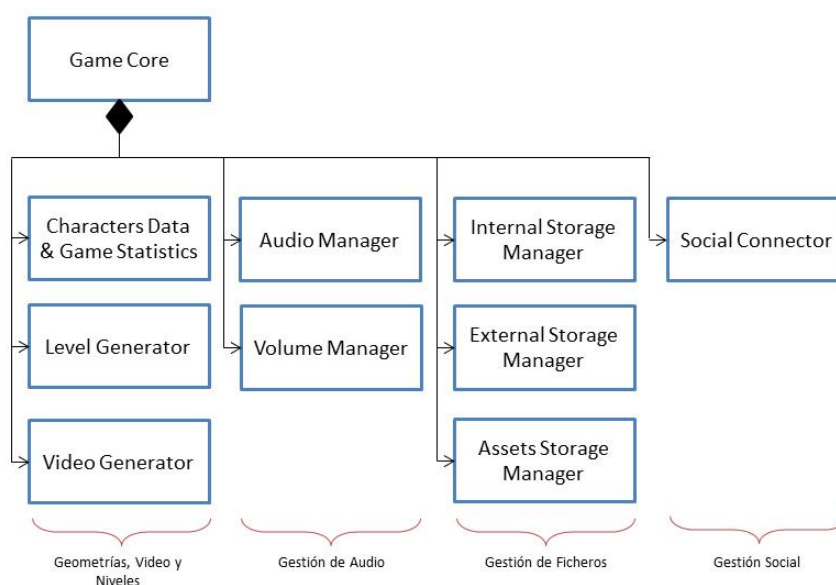 Game Core
Characters Data
& Game Statistics
Audio Manager
Internal Storage
Manager
Social Connector
Level Generator
Volume Manager
External Storage
Manager
Video Generator
Assets Storage
Manager
Geometrías, Video y
Niveles
Gestión de Audio
Gestión de Ficheros
Gestión Social